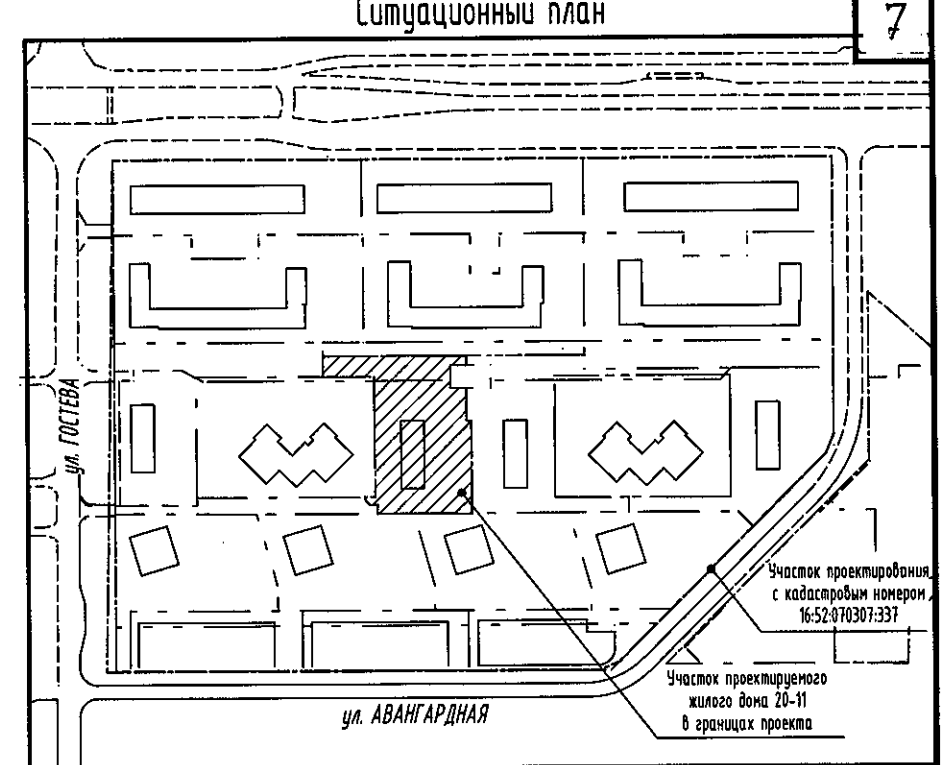 Ситуационный план
7
ул. ГОСТЕВА
Участок проектирования
с кадастровым номером
16:52:070307:337
Участок проектируемого
жилого дома 20-11
в границах проекта
ул. АВАНГАРДНАЯ